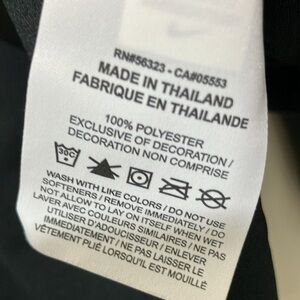 RN#56323 - CA#05553
MADE IN THAILAND
FABRIQUE EN THAILANDE
100% POLYESTER
EXCLUSIVE OF DECORATION /
DECORATION NON COMPRISE
30C
WASH WITH LIKE COLORS / DO NOT USE
SOFTENERS / REMOVE IMMEDIATELY / DO
NOT ALLOW TO LAY ON ITSELF WHEN WET
LAVER AVEC COULEURS SIMILAIRES / NE PAS
UTILISER D'ADOUCISSEUR / ENLEVER
IMMÉDIATEMENT / NE PAS LAISSER LE
VÊTEMENT PLIÉ LORSQU'IL EST MOUILLÉ